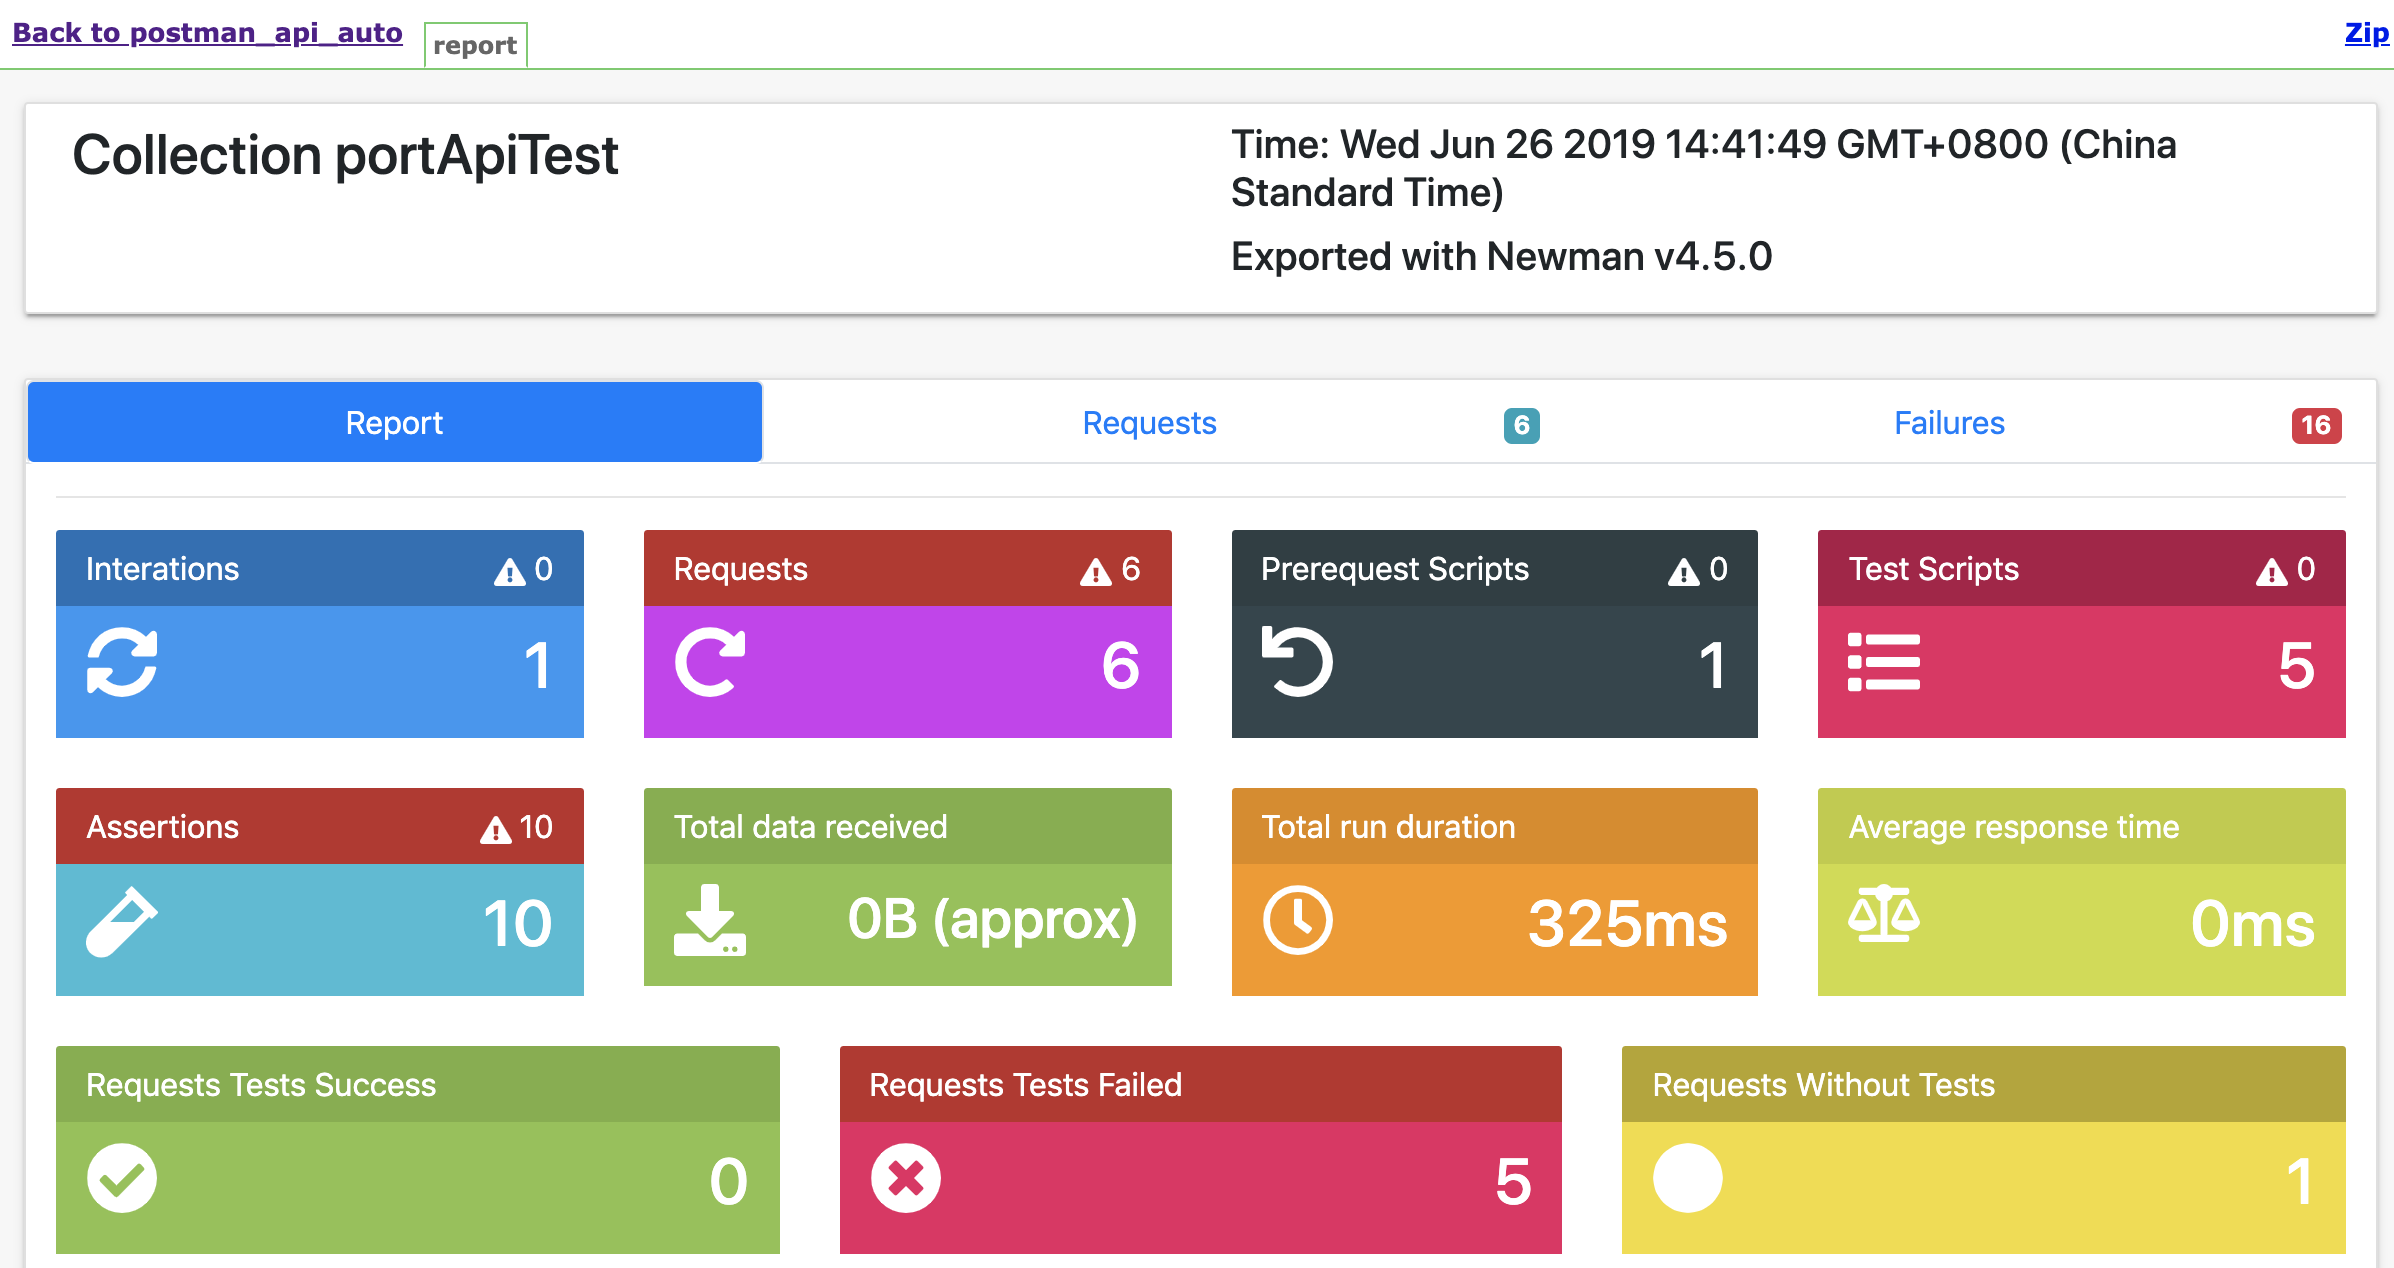 Back to postman_api_auto report Zip
Collection portApiTest
Time: Wed Jun 26 2019 14:41:49 GMT+0800 (China
Standard Time)
Exported with Newman v4.5.0
Report Requests 6 Failures 16
Interations 0
1
Requests 6
6
Prerequest Scripts 0
1
Test Scripts 0
5
Assertions 10
10
Total data received
0B (approx)
Total run duration
325ms
Average response time
0ms
Requests Tests Success
0
Requests Tests Failed
5
Requests Without Tests
1